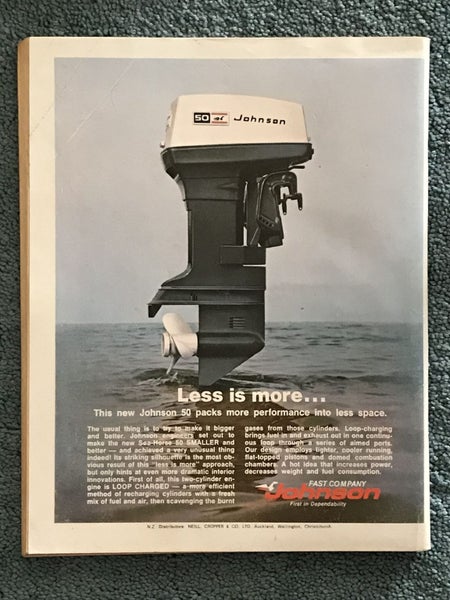 50 Johnson
Less is more...
This new Johnson 50 packs more performance into less space.
The usual thing is to try to make it bigger
and better. Johnson engineers set out to
make the new Sea-Horse 50 SMALLER and
better — and achieved a very unusual thing
indeed! Its striking silhouette is the most ob-
vious result of this "less is more" approach,
but only hints at even more dramatic interior
innovations. First of all, this two-cylinder en-
gine is LOOP CHARGED — a more efficient
method of recharging cylinders with a fresh
mix of fuel and air, then scavenging the burnt
gases from those cylinders. Loop-charging
brings fuel in and exhaust out in one continu-
ous loop through a series of aimed ports.
Our design employs lighter, cooler running,
flat-topped pistons and domed combustion
chambers. A hot idea that increases power,
decreases weight and fuel consumption.
FAST COMPANY
Johnson
First in Dependability
N.Z. Distributors: NEILL, CROPPER & CO. LTD. Auckland, Wellington, Christchurch.